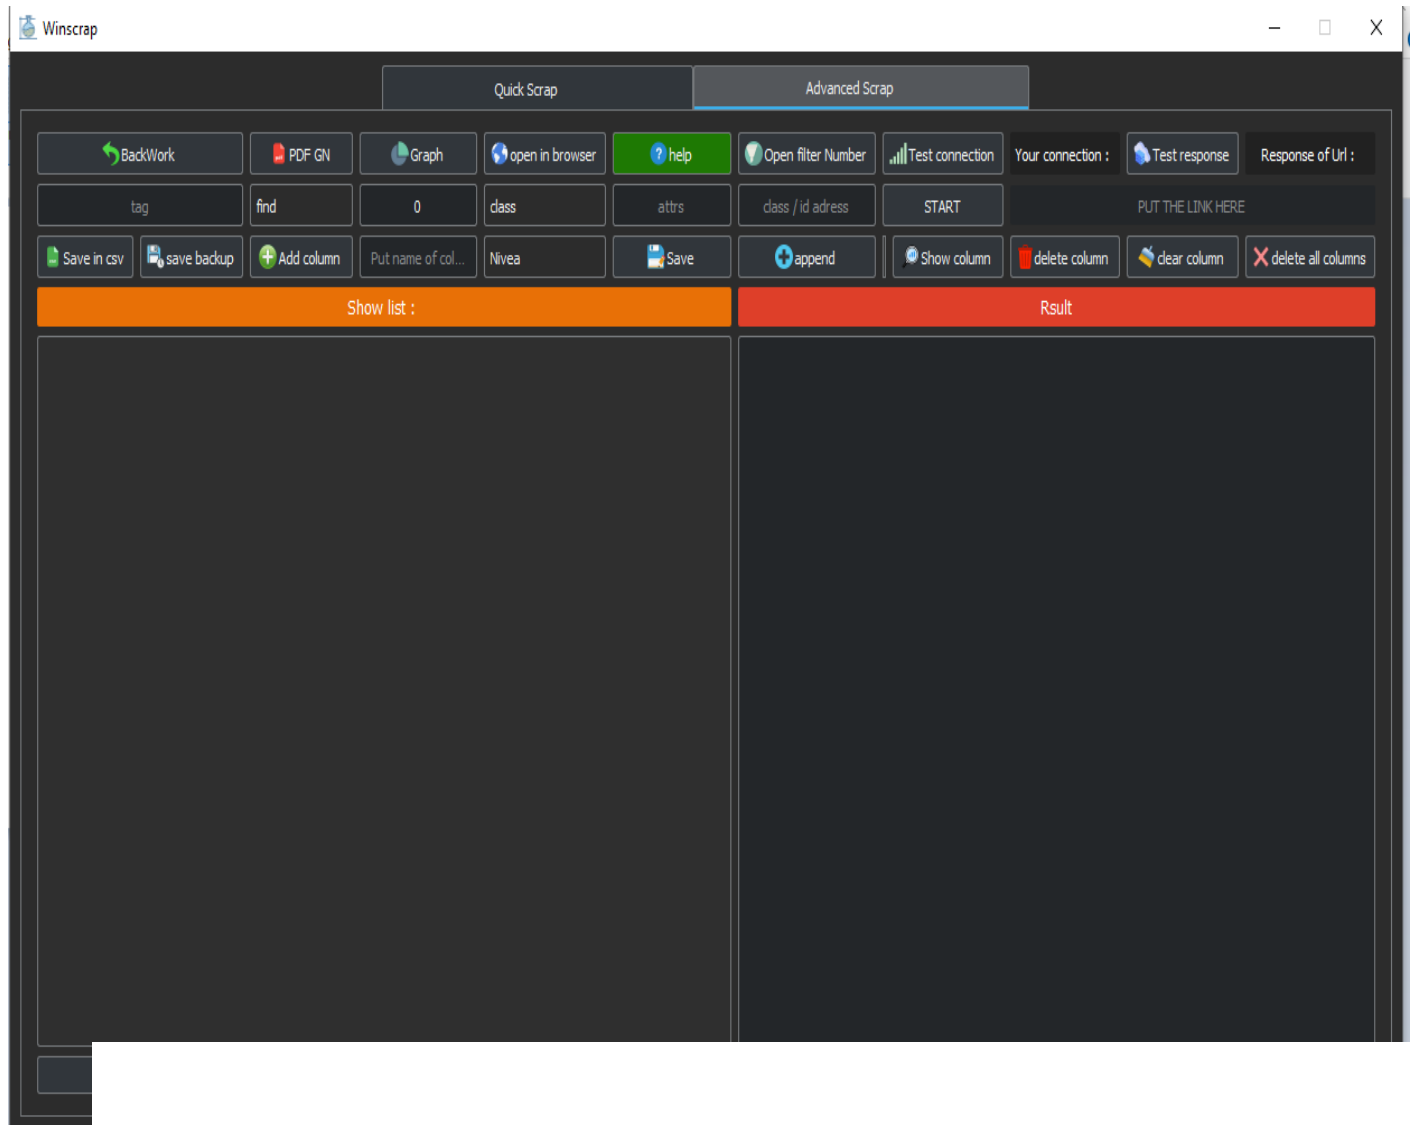 Winscrap
Quick Scrap Advanced Scrap
BackWork PDF GN Graph open in browser help Open filter Number Test connection Your connection : Test response Response of Url :
tag find 0 class attrs class / id adress START PUT THE LINK HERE
Save in csv save backup Add column Put name of col... Nivea Save append Show column delete column clear column delete all columns
Show list : Rsult